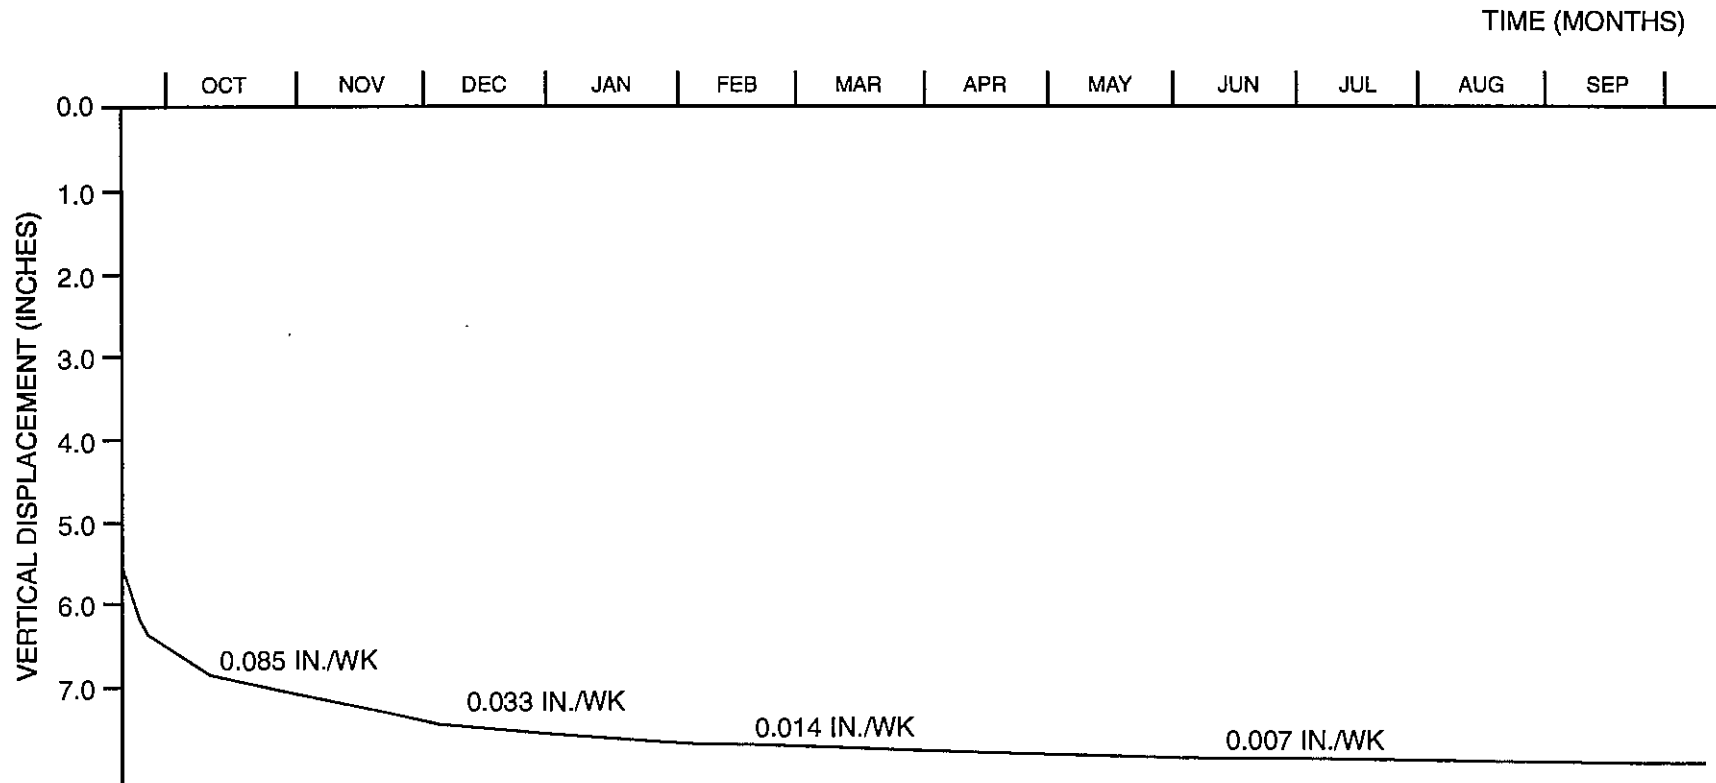 TIME (MONTHS)
OCT NOV DEC JAN FEB MAR APR MAY JUN JUL AUG SEP
0.0
1.0
2.0
3.0
4.0
5.0
6.0
7.0
VERTICAL DISPLACEMENT (INCHES)
0.085 IN./WK
0.033 IN./WK
0.014 IN./WK
0.007 IN./WK